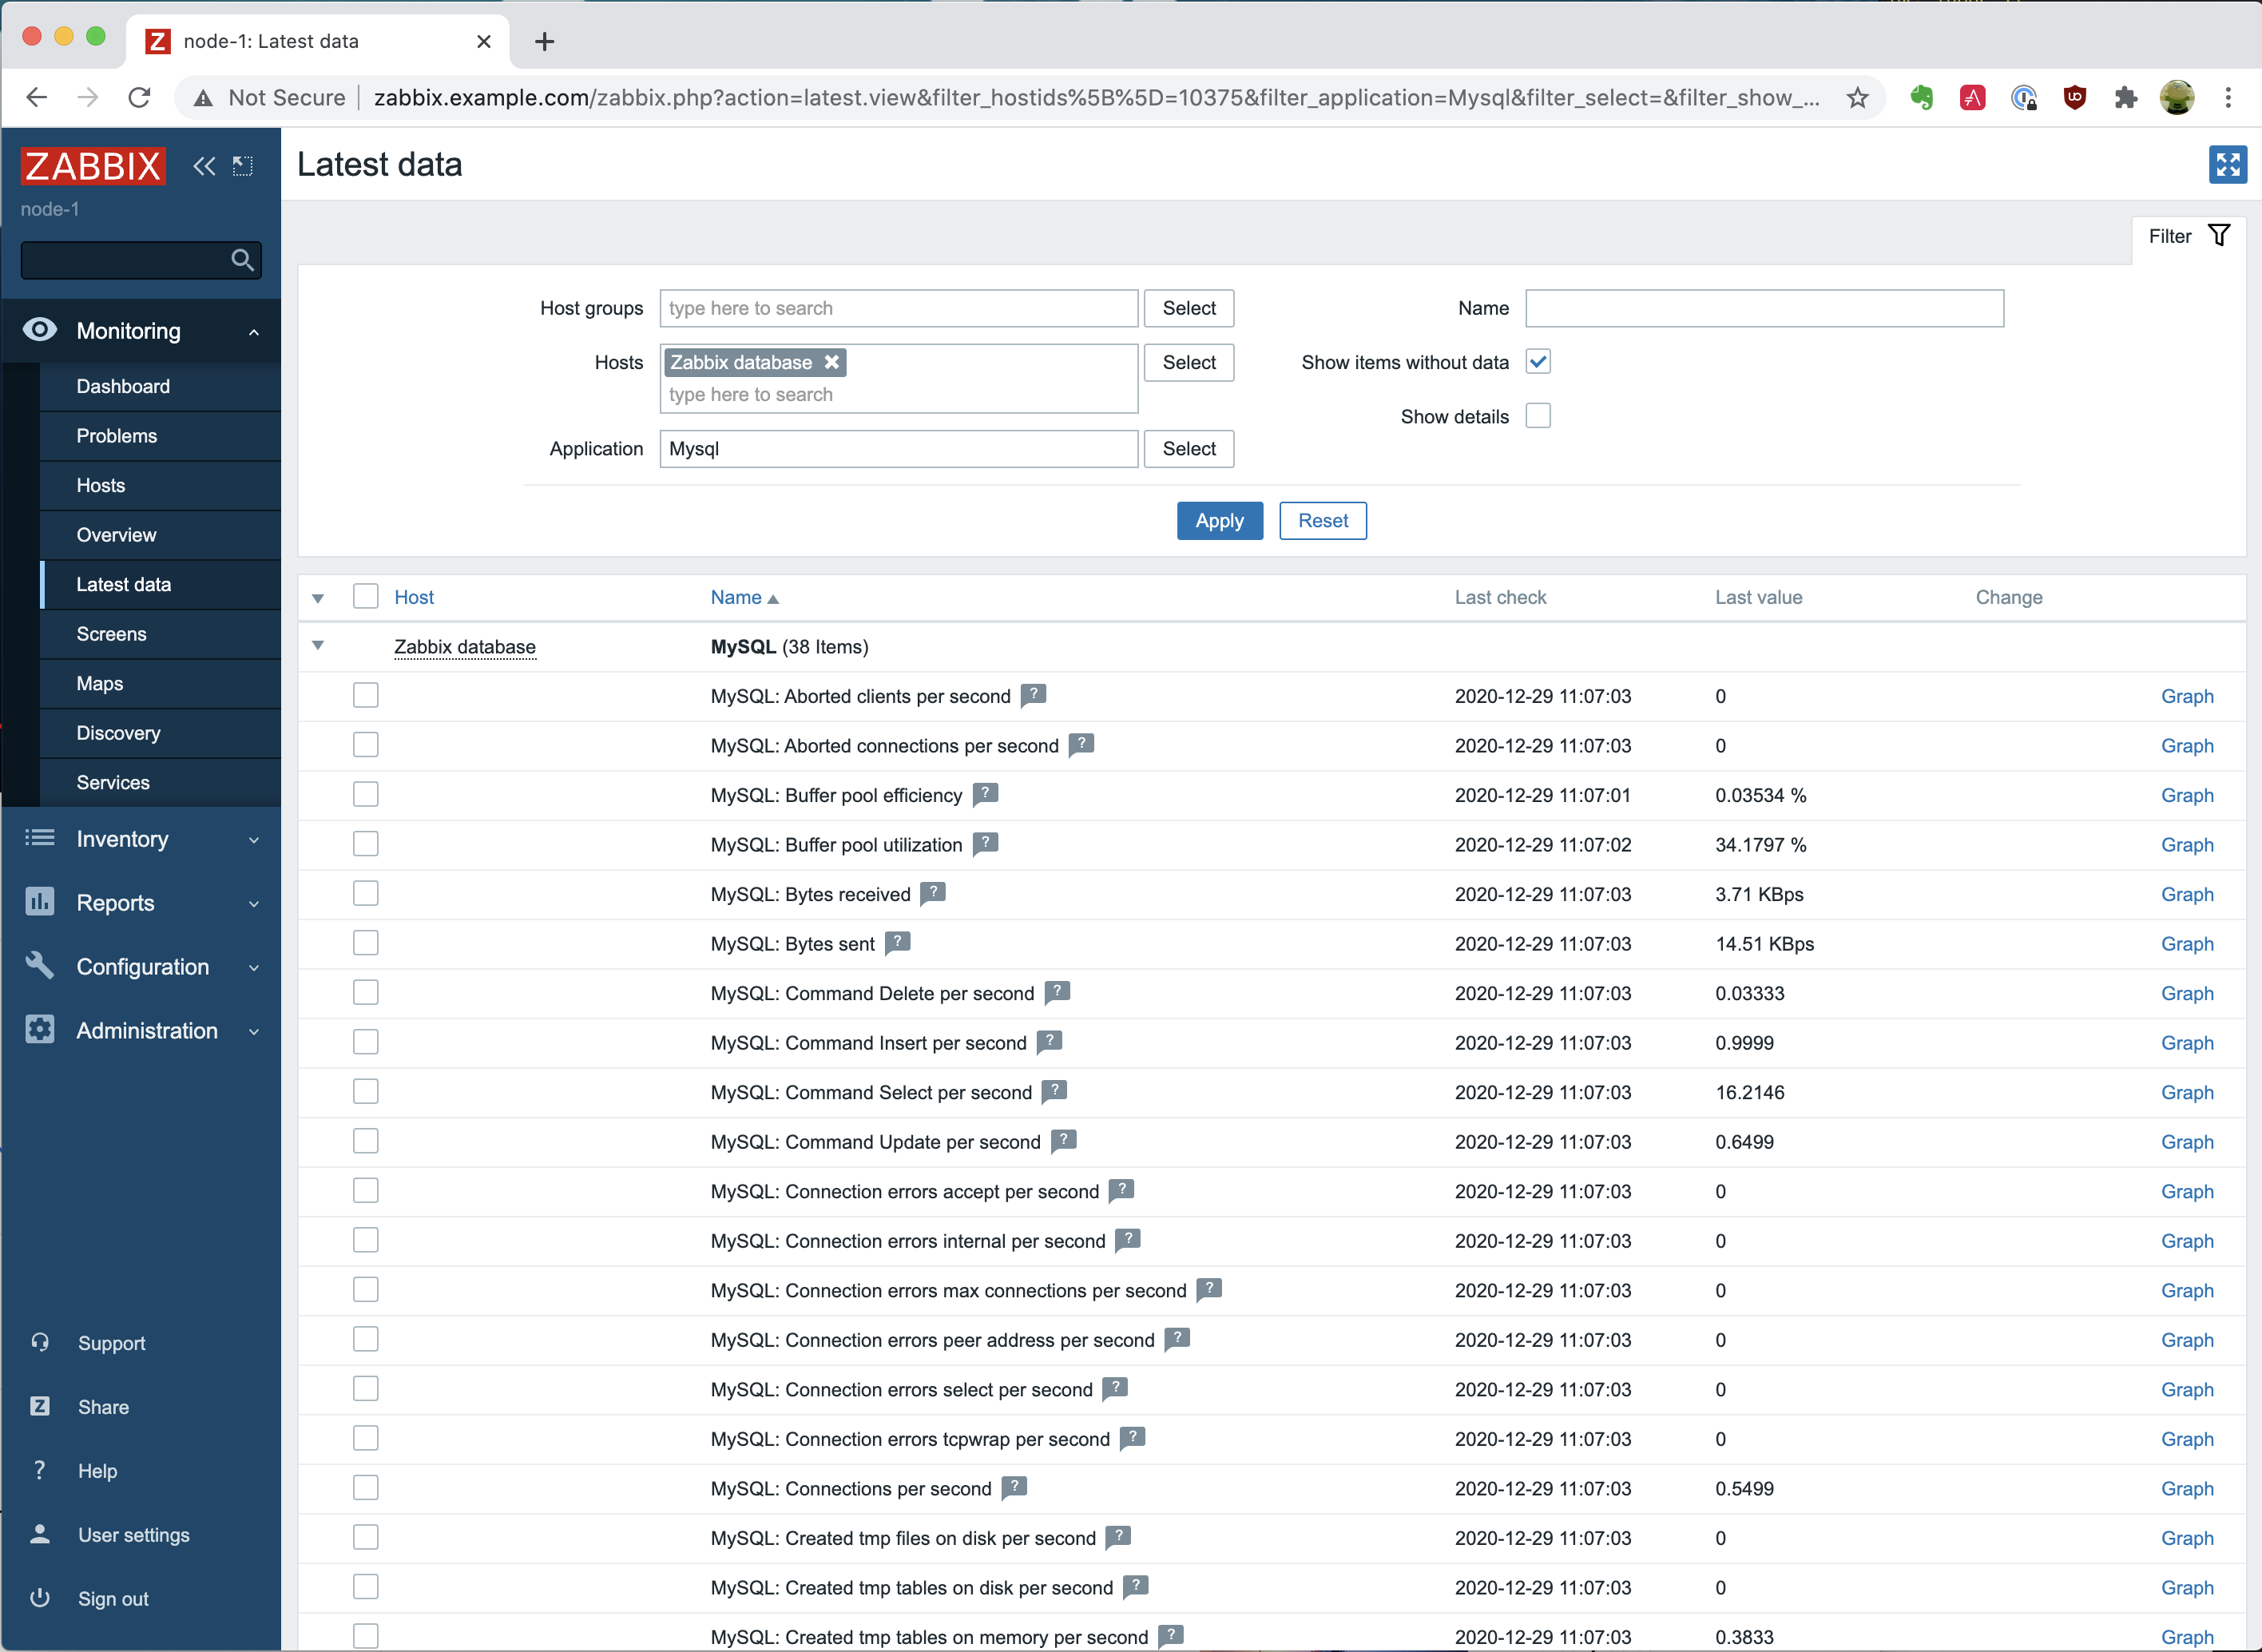 node-1: Latest data
Not Secure zabbix.example.com/zabbix.php?action=latest.view&filter_hostids%5B%5D=10375&filter_application=Mysql&filter_select=&filter_show_...
ZABBIX
node-1
Monitoring
Dashboard
Problems
Hosts
Overview
Latest data
Screens
Maps
Discovery
Services
Inventory
Reports
Configuration
Administration
Support
Share
Help
User settings
Sign out
Latest data
Filter
Host groups type here to search Select
Hosts Zabbix database type here to search Select
Application Mysql Select
Name
Show items without data
Show details
Apply Reset
Host Name Last check Last value Change
Zabbix database MySQL (38 Items)
MySQL: Aborted clients per second ? 2020-12-29 11:07:03 0 Graph
MySQL: Aborted connections per second ? 2020-12-29 11:07:03 0 Graph
MySQL: Buffer pool efficiency ? 2020-12-29 11:07:01 0.03534 % Graph
MySQL: Buffer pool utilization ? 2020-12-29 11:07:02 34.1797 % Graph
MySQL: Bytes received ? 2020-12-29 11:07:03 3.71 KBps Graph
MySQL: Bytes sent ? 2020-12-29 11:07:03 14.51 KBps Graph
MySQL: Command Delete per second ? 2020-12-29 11:07:03 0.03333 Graph
MySQL: Command Insert per second ? 2020-12-29 11:07:03 0.9999 Graph
MySQL: Command Select per second ? 2020-12-29 11:07:03 16.2146 Graph
MySQL: Command Update per second ? 2020-12-29 11:07:03 0.6499 Graph
MySQL: Connection errors accept per second ? 2020-12-29 11:07:03 0 Graph
MySQL: Connection errors internal per second ? 2020-12-29 11:07:03 0 Graph
MySQL: Connection errors max connections per second ? 2020-12-29 11:07:03 0 Graph
MySQL: Connection errors peer address per second ? 2020-12-29 11:07:03 0 Graph
MySQL: Connection errors select per second ? 2020-12-29 11:07:03 0 Graph
MySQL: Connection errors tcpwrap per second ? 2020-12-29 11:07:03 0 Graph
MySQL: Connections per second ? 2020-12-29 11:07:03 0.5499 Graph
MySQL: Created tmp files on disk per second ? 2020-12-29 11:07:03 0 Graph
MySQL: Created tmp tables on disk per second ? 2020-12-29 11:07:03 0 Graph
MySQL: Created tmp tables on memory per second ? 2020-12-29 11:07:03 0.3833 Graph